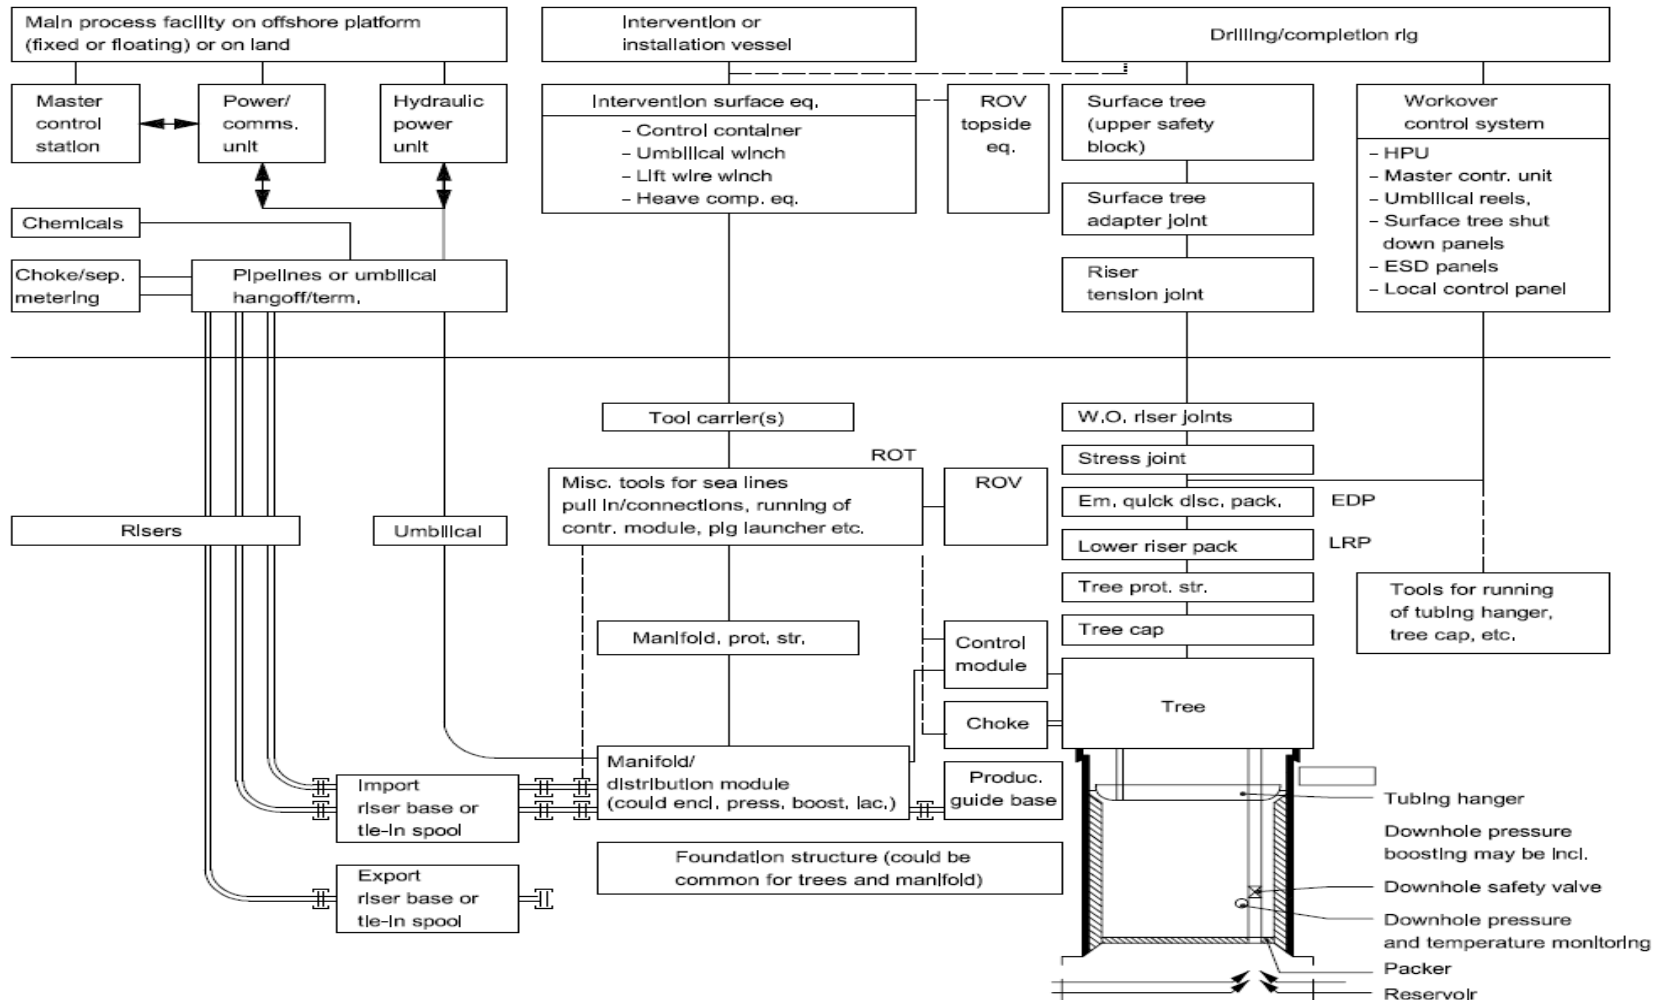 Main process facility on offshore platform
(fixed or floating) or on land
Intervention or
installation vessel
Drilling/completion rig
Master
control
station
Power/
comms.
unit
Hydraulic
power
unit
Intervention surface eq.
– Control container
– Umbilical winch
– Lift wire winch
– Heave comp. eq.
ROV
topside
eq.
Surface tree
(upper safety
block)
Workover
control system
– HPU
– Master contr. unit
– Umbilical reels,
– Surface tree shut
down panels
– ESD panels
– Local control panel
Surface tree
adapter joint
Chemicals
Choke/sep.
metering
Pipelines or umbilical
hangoff/term.
Riser
tension joint
Tool carrier(s)
W.O. riser joints
ROT
Stress joint
Misc. tools for sea lines
pull in/connections, running of
contr. module, pig launcher etc.
ROV
Em. quick disc. pack.
EDP
Risers
Umbilical
Lower riser pack
LRP
Tree prot. str.
Tools for running
of tubing hanger,
tree cap, etc.
Manifold. prot. str.
Control
module
Tree cap
Tree
Choke
Manifold/
distribution module
(could encl. press, boost, lac.)
Produc.
guide base
Import
riser base or
tie-in spool
Tubing hanger
Downhole pressure
boosting may be incl.
Foundation structure (could be
common for trees and manifold)
Export
riser base or
tie-in spool
Downhole safety valve
Downhole pressure
and temperature monitoring
Packer
Reservoir